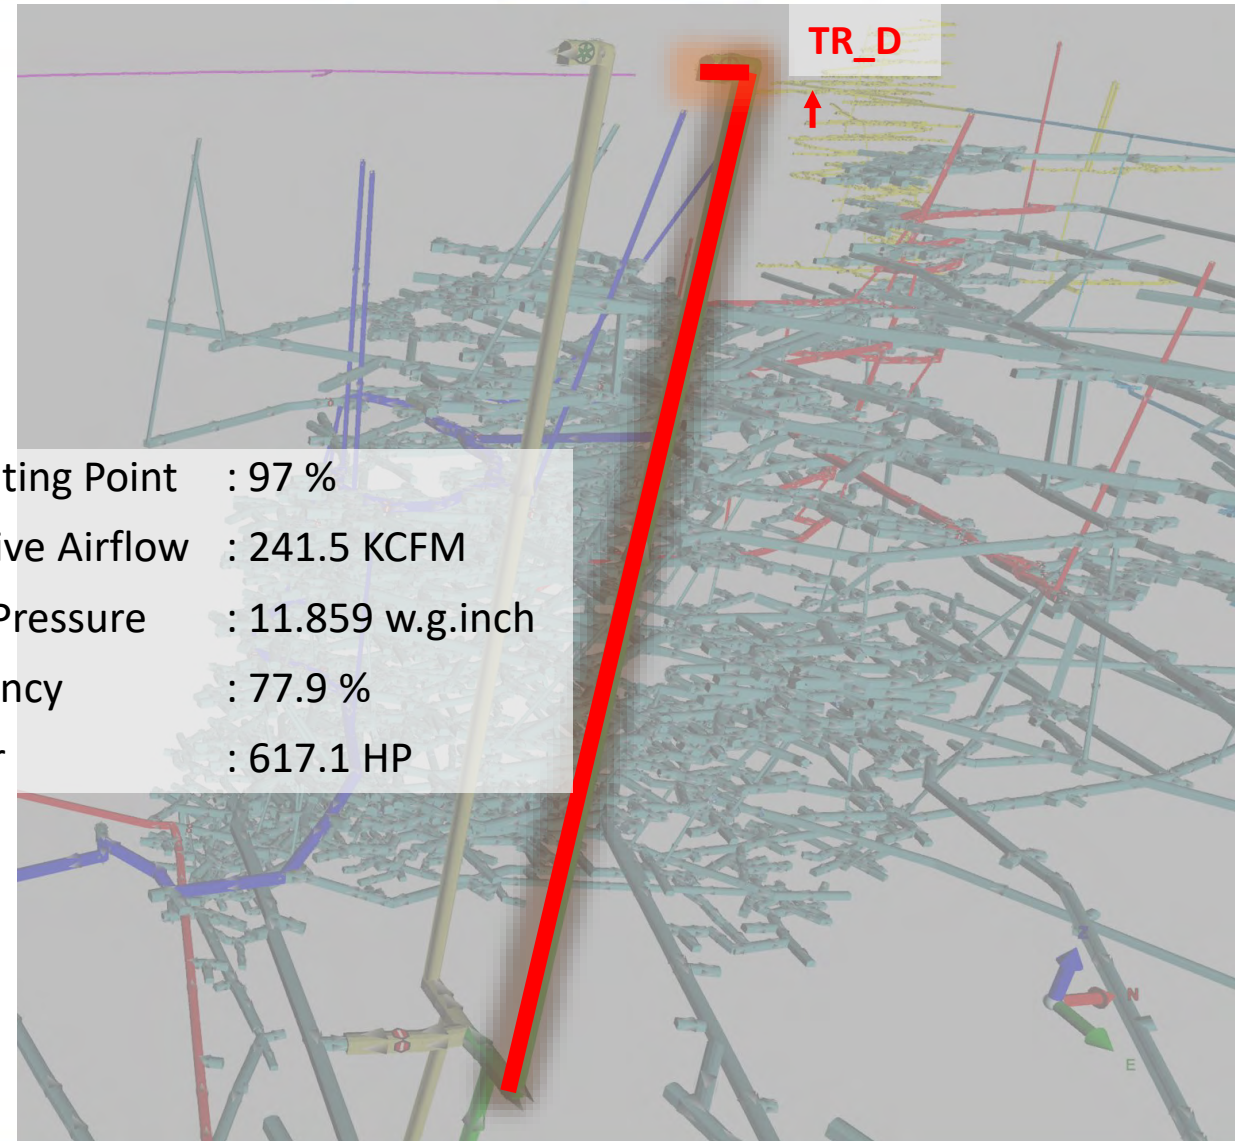 TR_D
ting Point : 97 %
ive Airflow : 241.5 KCFM
Pressure : 11.859 w.g.inch
ncy : 77.9 %
r : 617.1 HP
Z
N
E